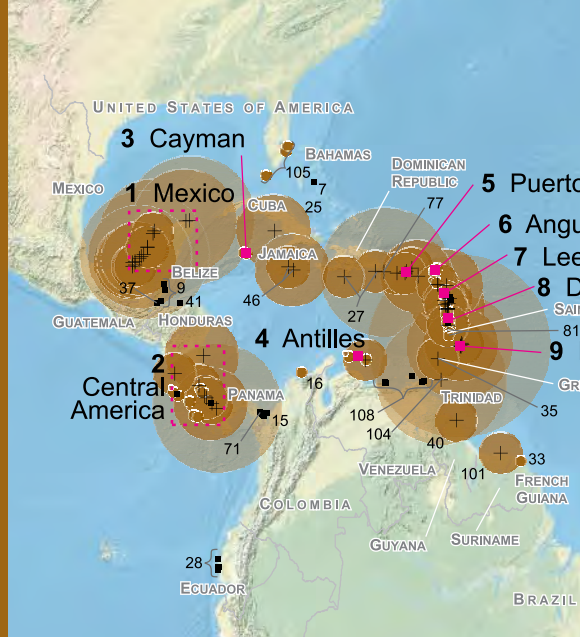 UNITED STATES OF AMERICA
3 Cayman
BAHAMAS
105
7
DOMINICAN
REPUBLIC
MEXICO
1 Mexico
CUBA
25
77
5 Puerto
6 Angu
JAMAICA
7 Lee
BELIZE
37
9
41
46
8 D
SAIN
GUATEMALA
HONDURAS
27
81
4 Antilles
9
2
Central
America
PANAMA
16
GR
TRINIDAD
35
15
71
108
104
40
VENEZUELA
101
33
FRENCH
GUIANA
COLOMBIA
GUYANA
SURINAME
28
ECUADOR
BRAZIL